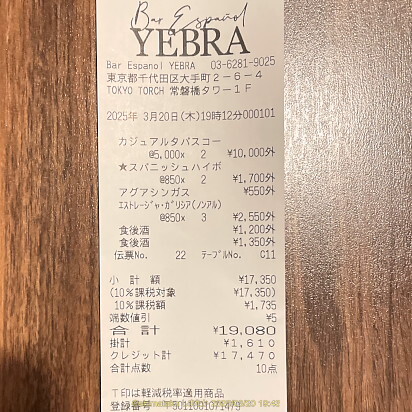 Bar Español
YEBRA
Bar Espanol YEBRA 03-6281-9025
東京都千代田区大手町2-6-4
TOKYO TORCH 常盤橋タワー1F
2025年 3月20日(木)19時12分000101
カジュアルタパスコー
@5,000x 2 ¥10,000外
★スパニッシュハイボ
@850x 2 ¥1,700外
アグアシンガス ¥550外
エストレージャ・ガリシア(ノンアル)
@850x 3 ¥2,550外
食後酒 ¥1,200外
食後酒 ¥1,350外
伝票No. 22 テーブルNo. C11
小計額 ¥17,350
(10%課税対象 ¥17,350)
10%課税額 ¥1,735
端数値引 ¥5
合計 ¥19,080
掛計 ¥1,610
クレジット計 ¥17,470
合計点数 10点
T印は軽減税率適用商品
登録番号 T5011001071479